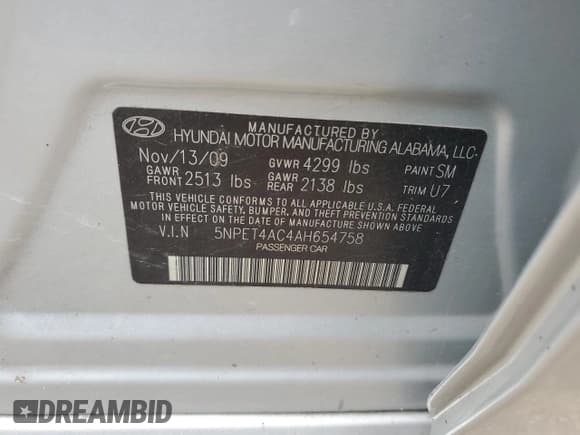 MANUFACTURED BY
HYUNDAI MOTOR MANUFACTURING ALABAMA, LLC.
Nov/13/09 GVWR 4299 lbs PAINT SM
GAWR FRONT 2513 lbs GAWR REAR 2138 lbs TRIM U7
THIS VEHICLE CONFORMS TO ALL APPLICABLE U.S.A. FEDERAL
MOTOR VEHICLE SAFETY, BUMPER, AND THEFT PREVENTION STANDARDS
IN EFFECT ON THE DATE OF MANUFACTURE SHOWN ABOVE.
V.I.N 5NPET4AC4AH654758
PASSENGER CAR
DREAMBID